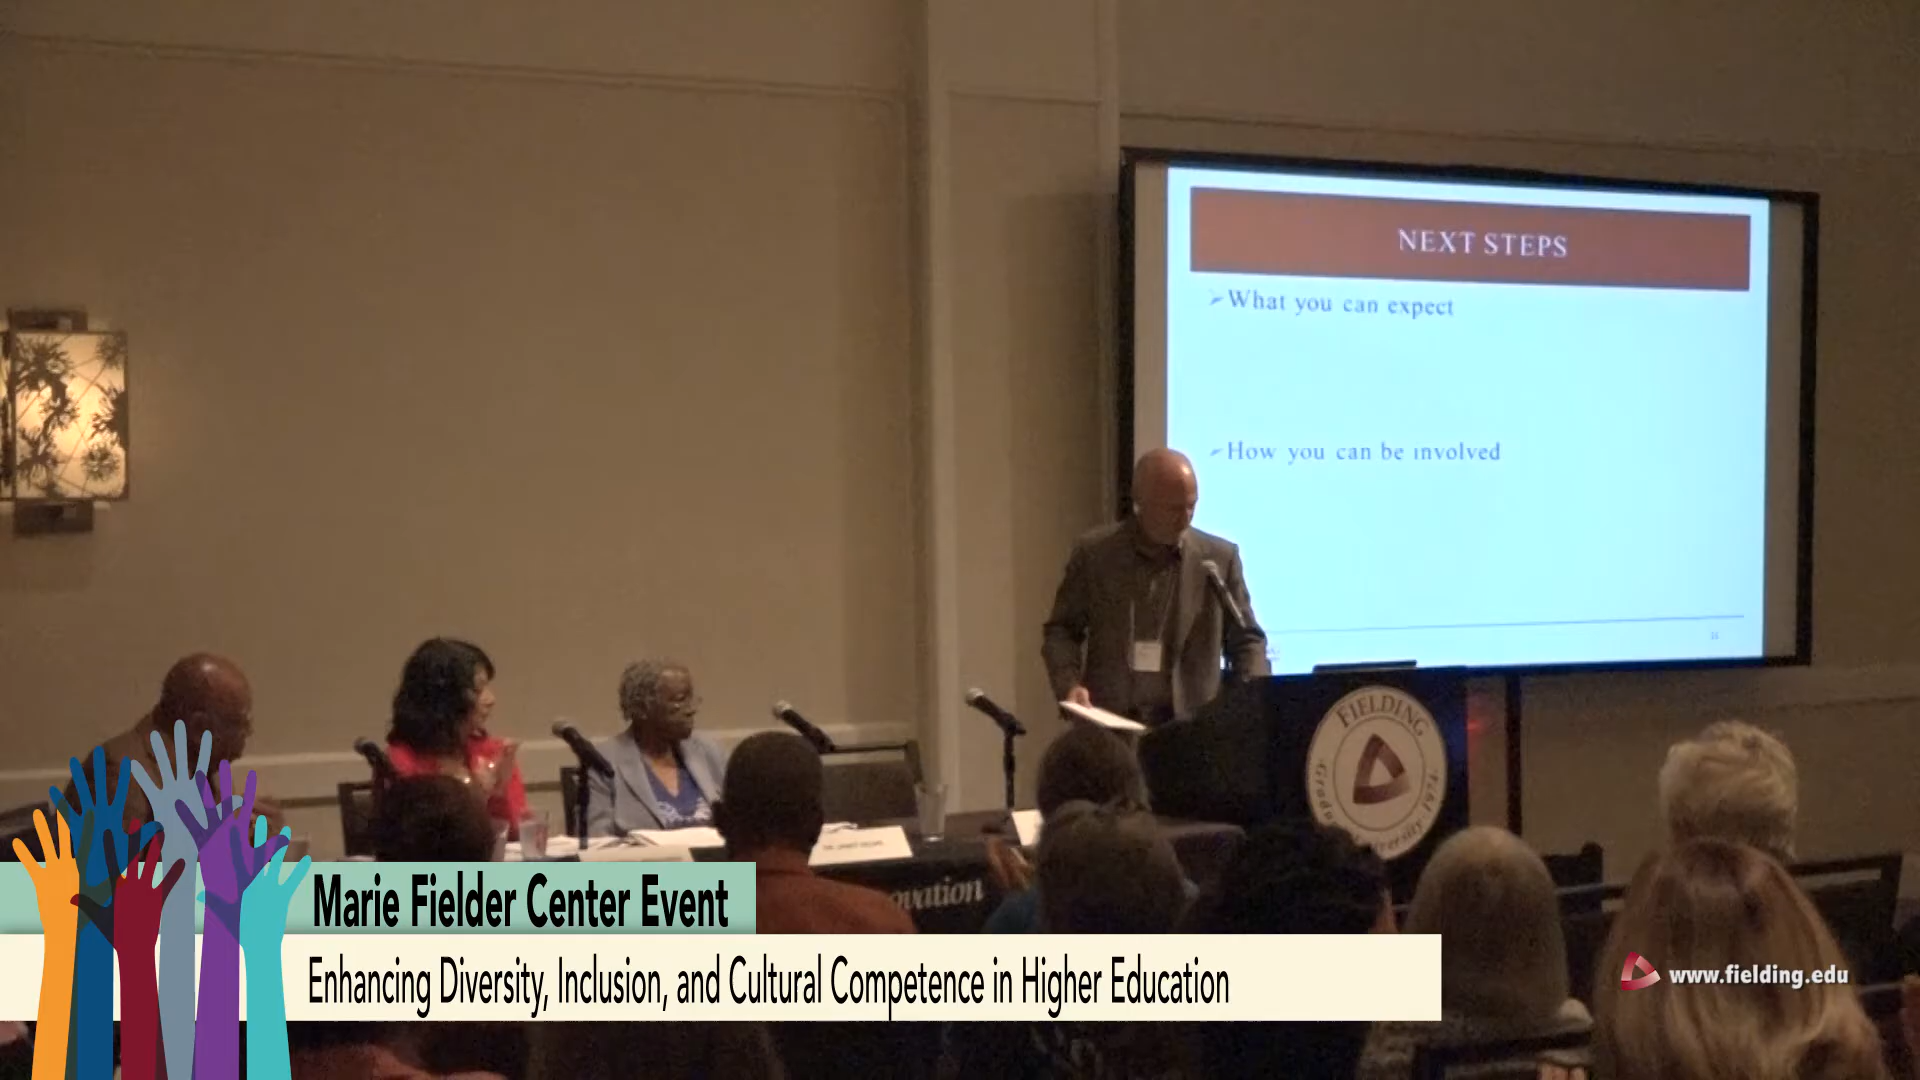 NEXT STEPS
➢What you can expect
➢How you can be involved
FIELDING
ovation
Marie Fielder Center Event
Enhancing Diversity, Inclusion, and Cultural Competence in Higher Education
www.fielding.edu